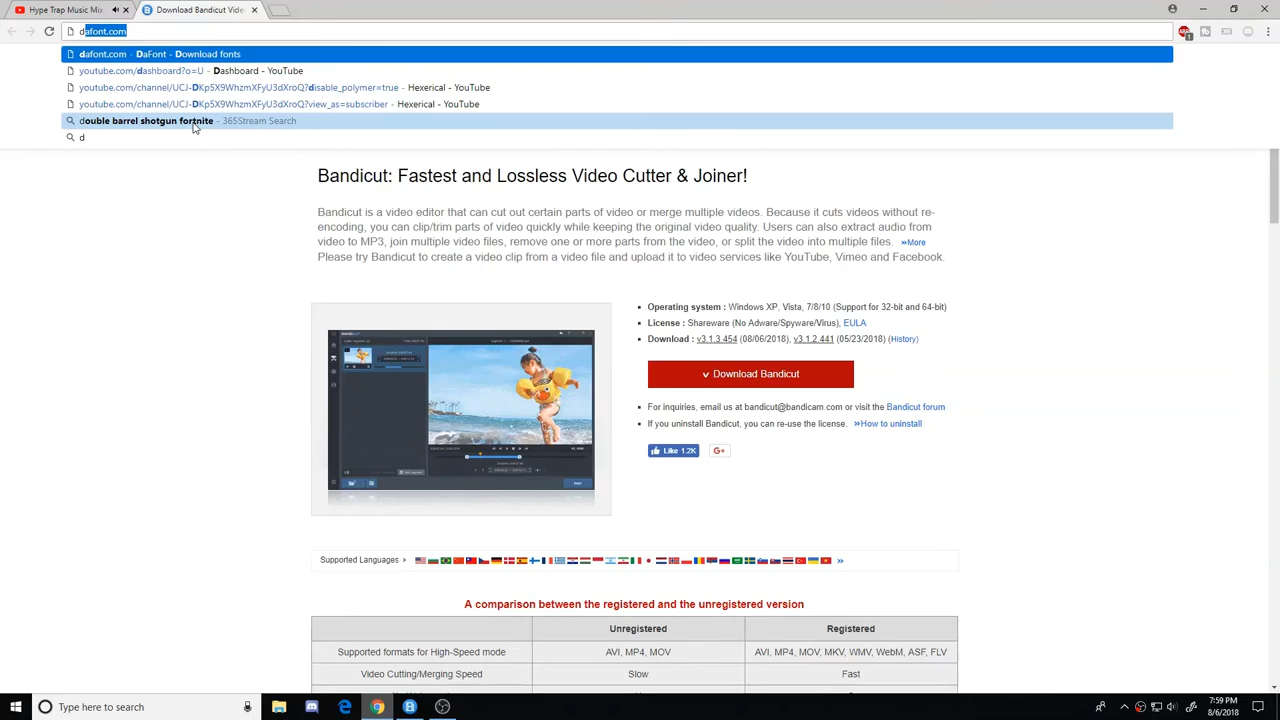 Hype Trap Music Mix
Download Bandicut Vide
dafont.com
dafont.com - DaFont - Download fonts
youtube.com/dashboard?o=U - Dashboard - YouTube
youtube.com/channel/UCJ-DKp5X9WhzmXFyU3dXroQ?disable_polymer=true - Hexerical - YouTube
youtube.com/channel/UCJ-DKp5X9WhzmXFyU3dXroQ?view_as=subscriber - Hexerical - YouTube
double barrel shotgun fortnite - 365Stream Search
d
Bandicut: Fastest and Lossless Video Cutter & Joiner!
Bandicut is a video editor that can cut out certain parts of video or merge multiple videos. Because it cuts videos without re-
encoding, you can clip/trim parts of video quickly while keeping the original video quality. Users can also extract audio from
video to MP3, join multiple video files, remove one or more parts from the video, or split the video into multiple files. »More
Please try Bandicut to create a video clip from a video file and upload it to video services like YouTube, Vimeo and Facebook.
Operating system : Windows XP, Vista, 7/8/10 (Support for 32-bit and 64-bit)
License : Shareware (No Adware/Spyware/Virus), EULA
Download : v3.1.3.454 (08/06/2018), v3.1.2.441 (05/23/2018) (History)
Download Bandicut
For inquiries, email us at bandicut@bandicam.com or visit the Bandicut forum
If you uninstall Bandicut, you can re-use the license. »How to uninstall
Like 1.2K
G+
Supported Languages
A comparison between the registered and the unregistered version
Unregistered Registered
Supported formats for High-Speed mode AVI, MP4, MOV AVI, MP4, MOV, MKV, WMV, WebM, ASF, FLV
Video Cutting/Merging Speed Slow Fast
Type here to search
7:59 PM
8/6/2018